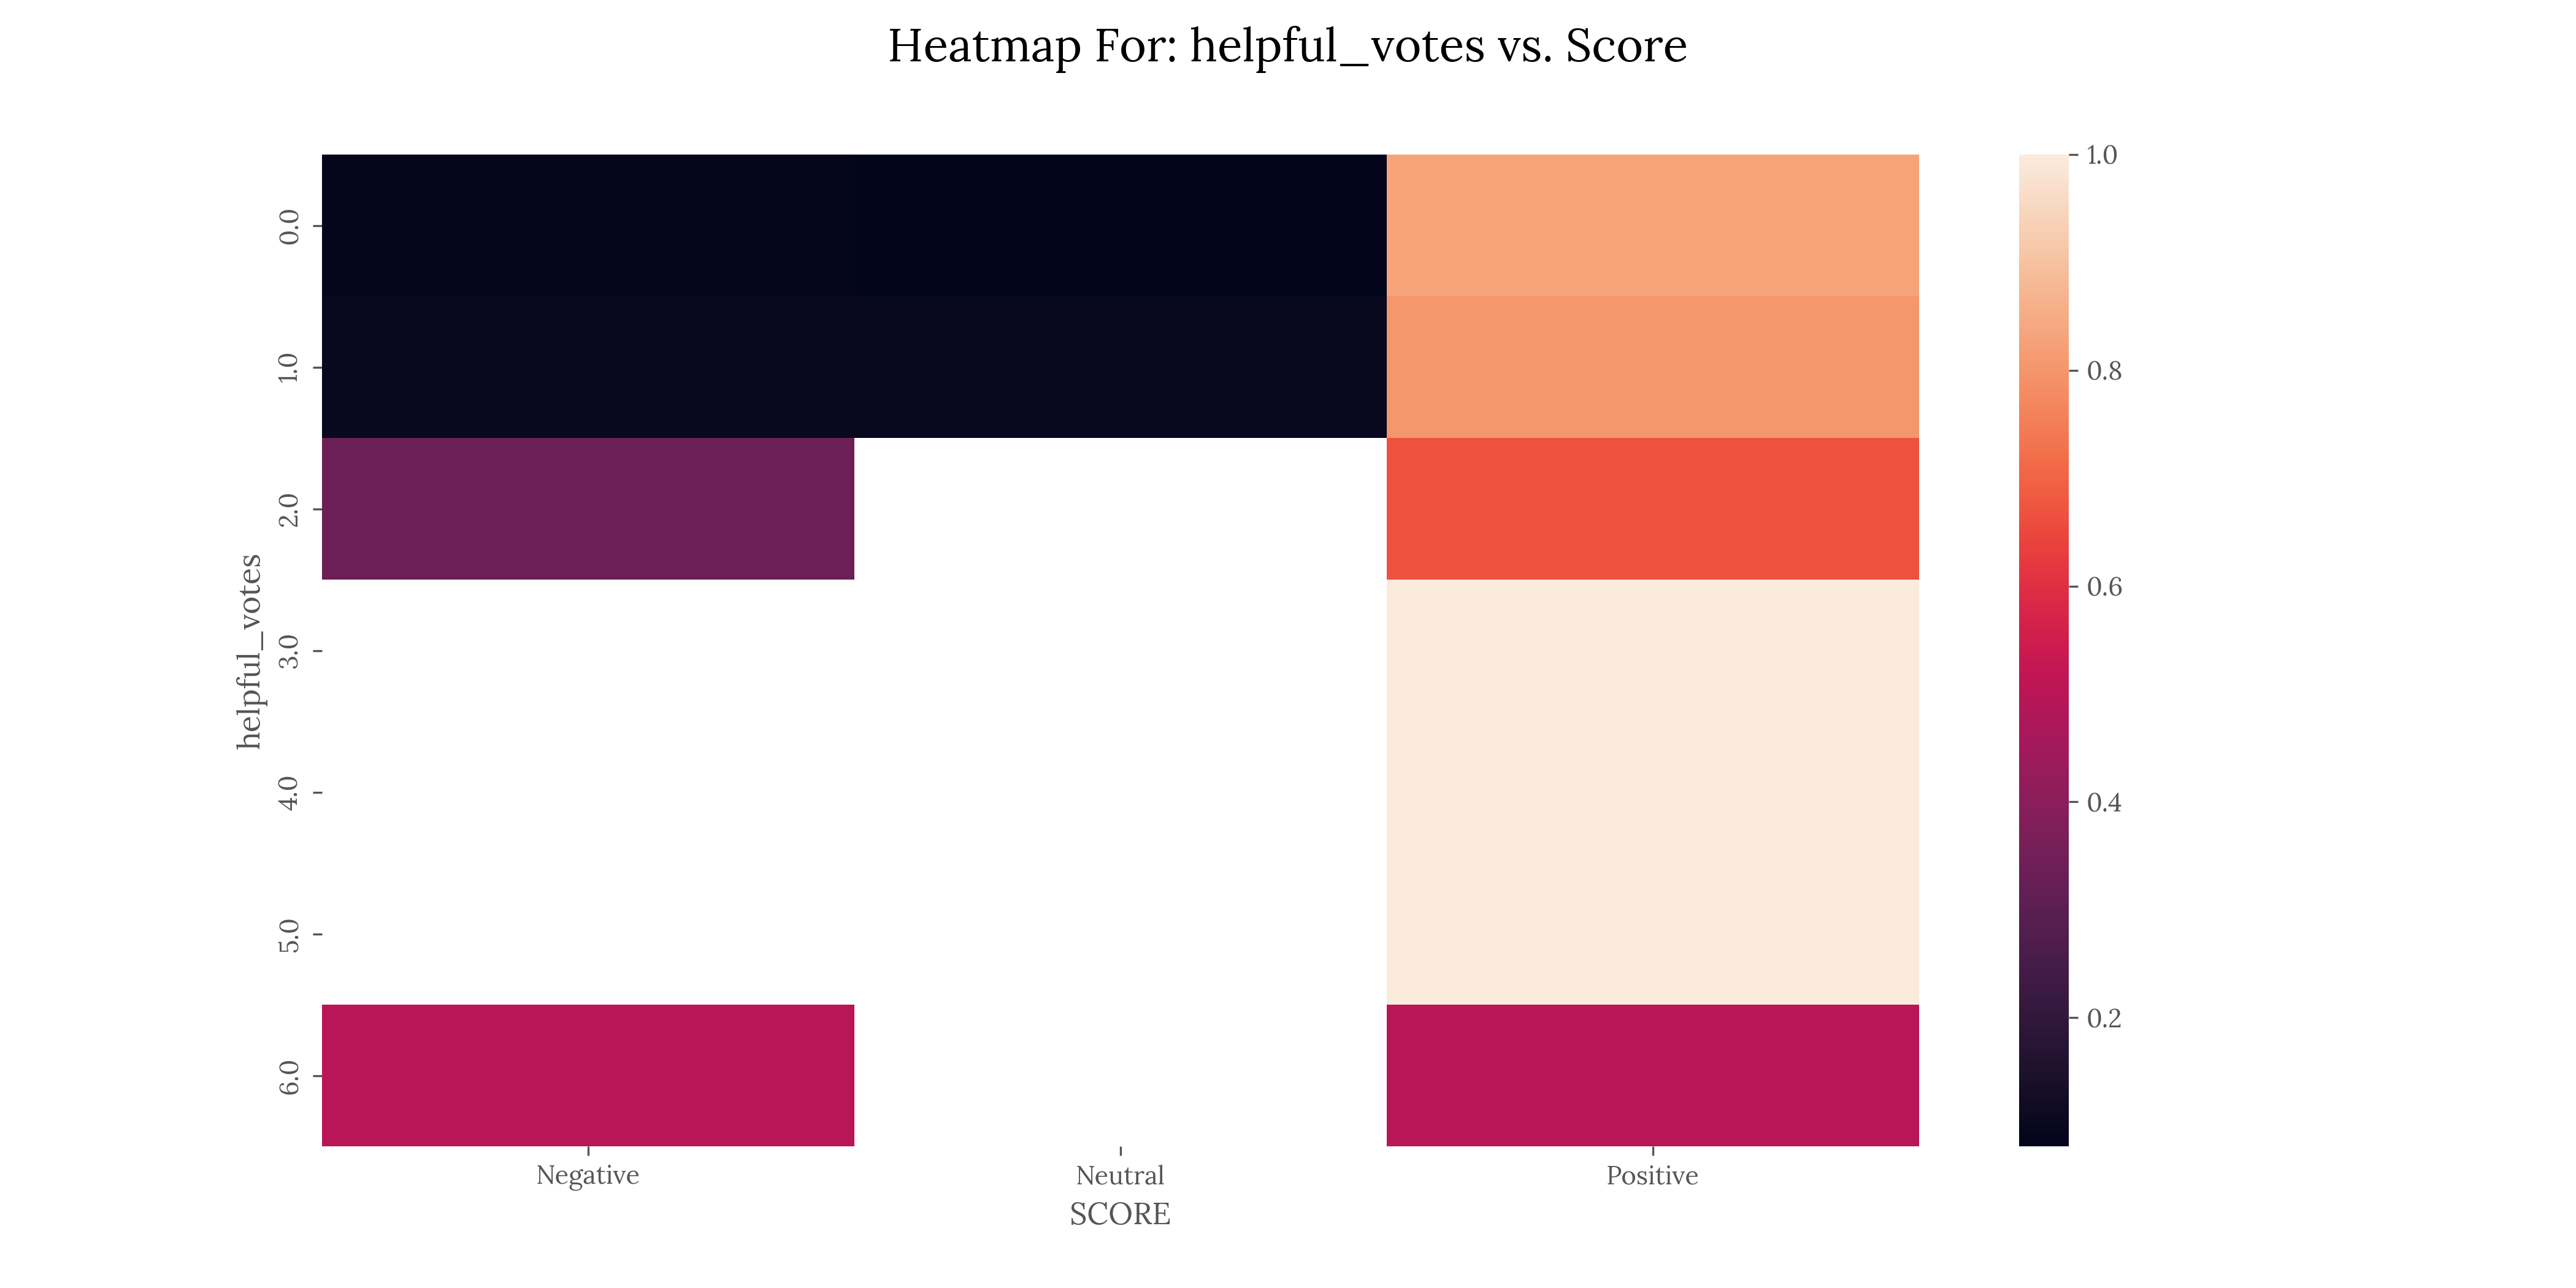 Heatmap For: helpful_votes vs. Score
helpful_votes
0.0
1.0
2.0
3.0
4.0
5.0
6.0
Negative
Neutral
Positive
SCORE
1.0
0.8
0.6
0.4
0.2